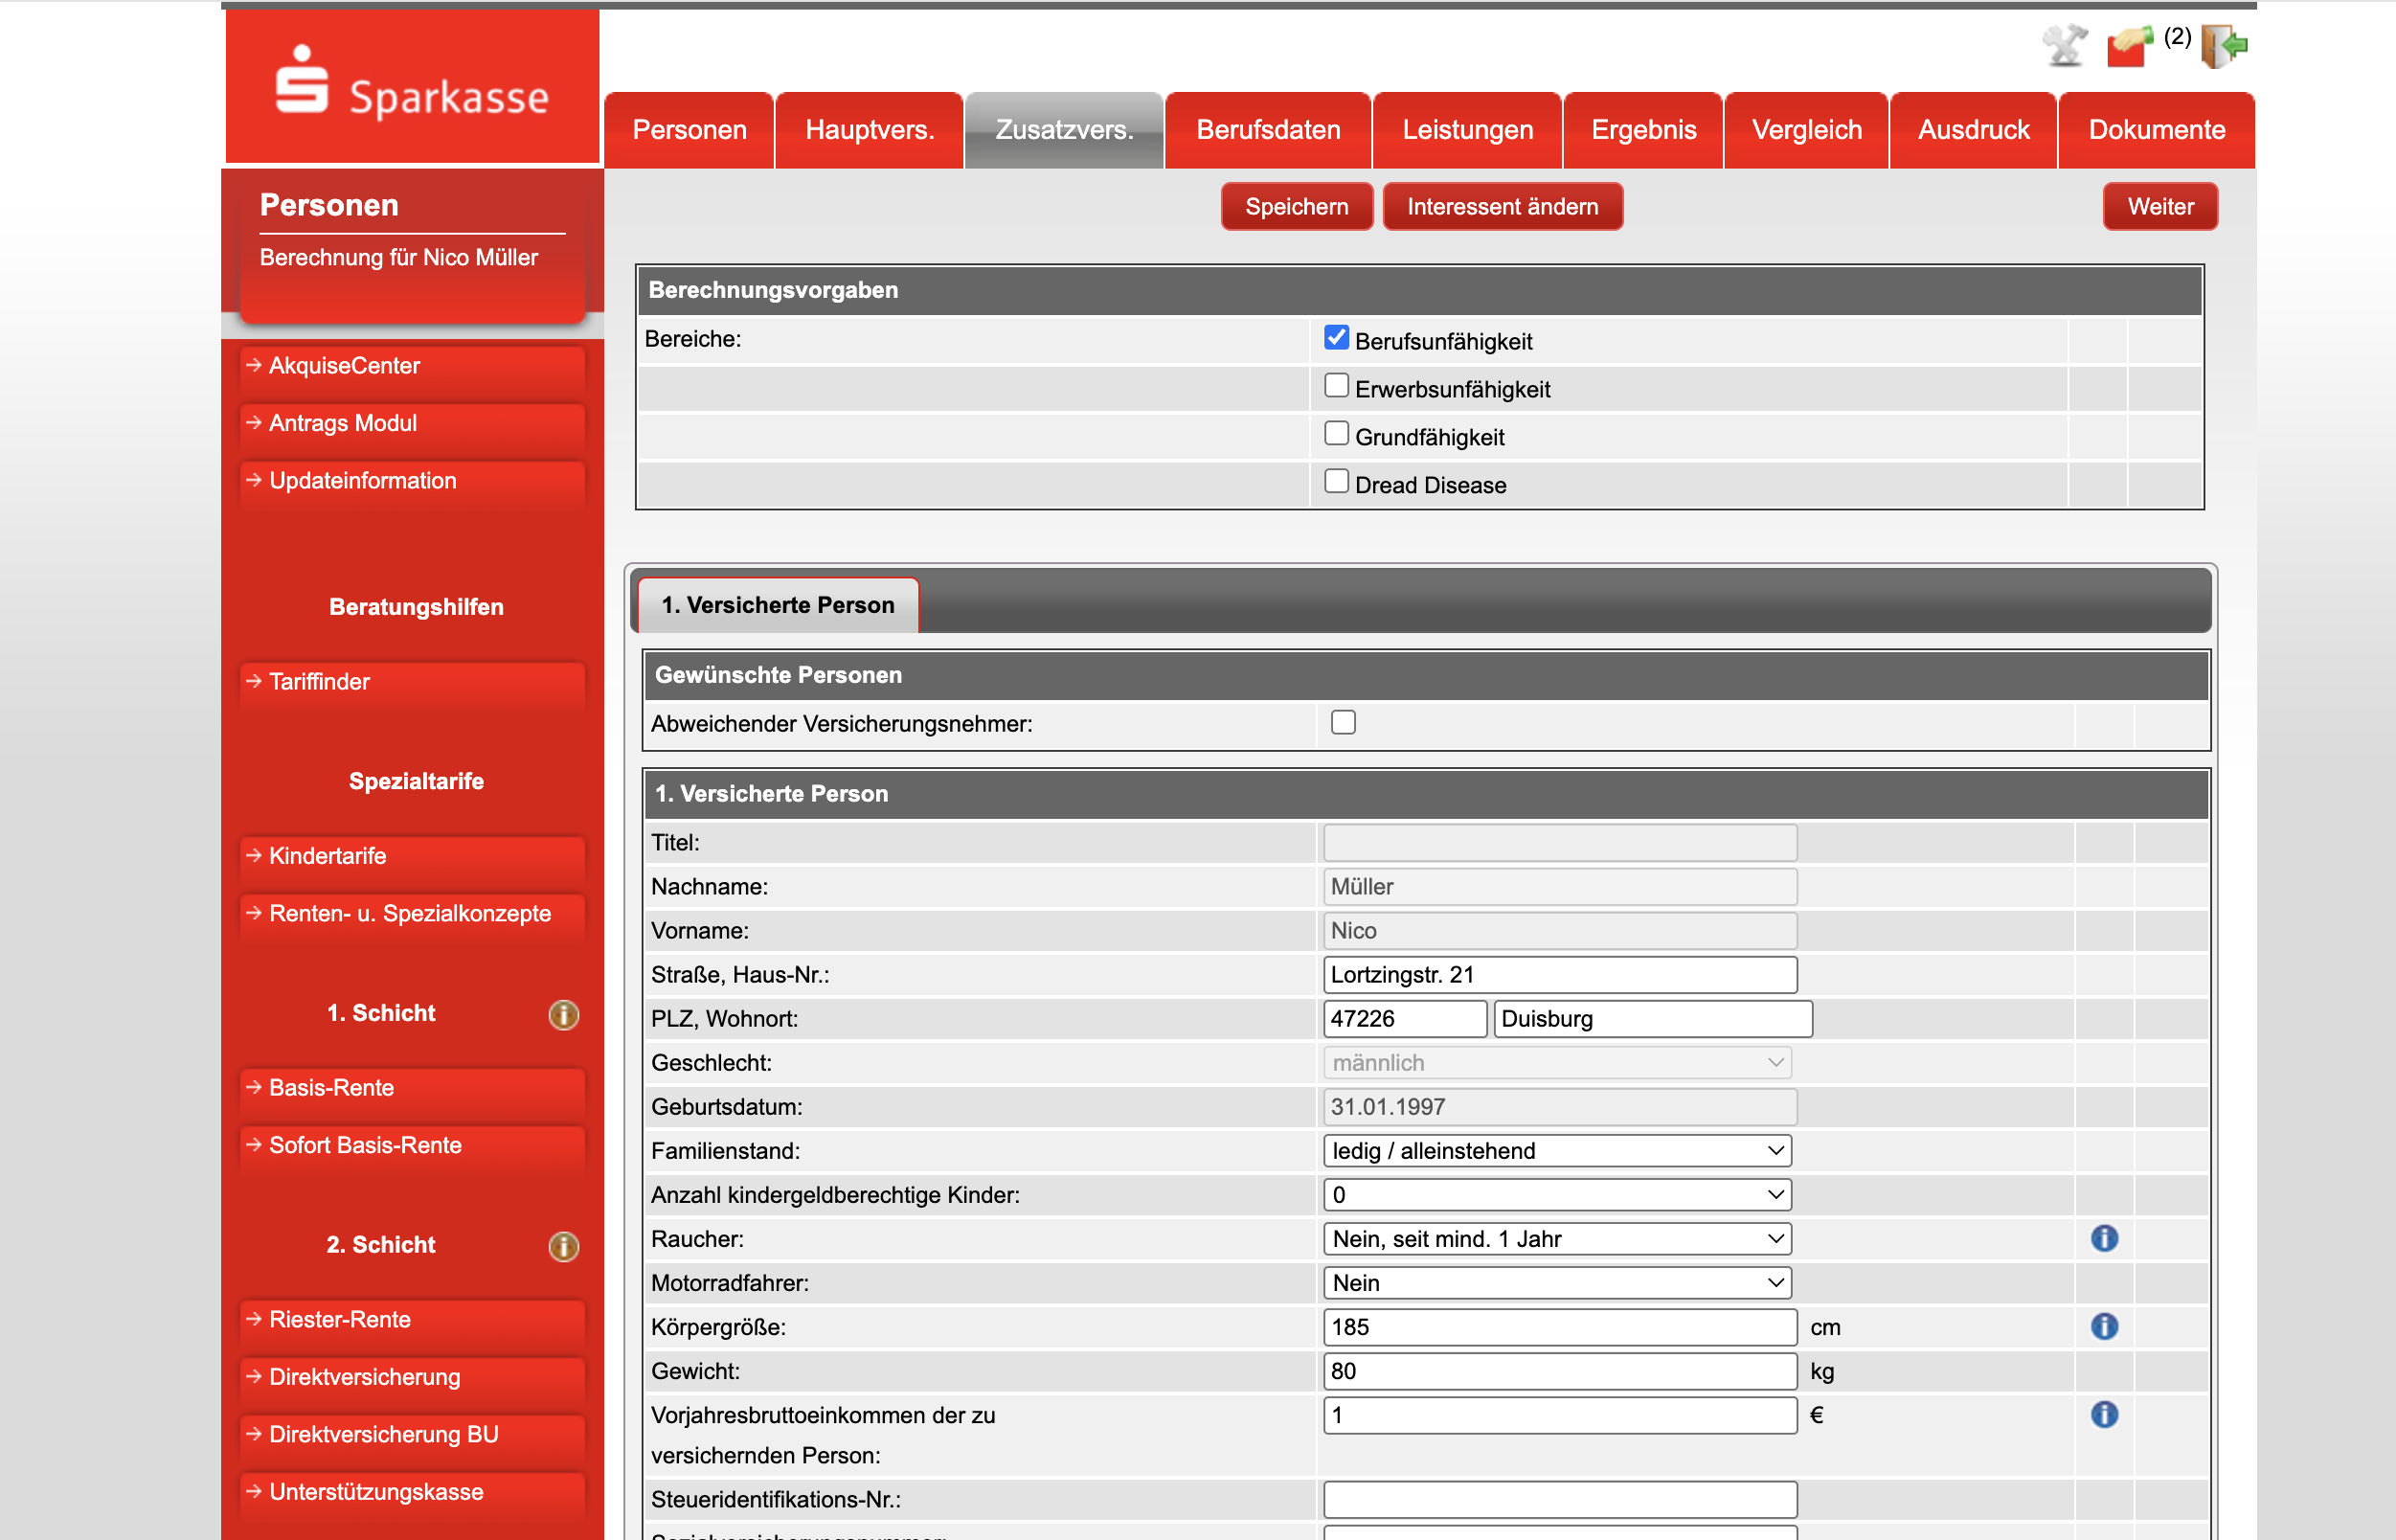 (2)
Sparkasse
Personen Hauptvers. Zusatzvers. Berufsdaten Leistungen Ergebnis Vergleich Ausdruck Dokumente
Personen
Berechnung für Nico Müller
AkquiseCenter
Antrags Modul
Updateinformation
Beratungshilfen
Tariffinder
Spezialtarife
Kindertarife
Renten- u. Spezialkonzepte
1. Schicht
Basis-Rente
Sofort Basis-Rente
2. Schicht
Riester-Rente
Direktversicherung
Direktversicherung BU
Unterstützungskasse
Speichern Interessent ändern Weiter
Berechnungsvorgaben
Bereiche: Berufsunfähigkeit
Erwerbsunfähigkeit
Grundfähigkeit
Dread Disease
1. Versicherte Person
Gewünschte Personen
Abweichender Versicherungsnehmer:
1. Versicherte Person
Titel:
Nachname: Müller
Vorname: Nico
Straße, Haus-Nr.: Lortzingstr. 21
PLZ, Wohnort: 47226 Duisburg
Geschlecht: männlich
Geburtsdatum: 31.01.1997
Familienstand: ledig / alleinstehend
Anzahl kindergeldberechtige Kinder: 0
Raucher: Nein, seit mind. 1 Jahr
Motorradfahrer: Nein
Körpergröße: 185 cm
Gewicht: 80 kg
Vorjahresbruttoeinkommen der zu 1 €
versichernden Person:
Steueridentifikations-Nr.: